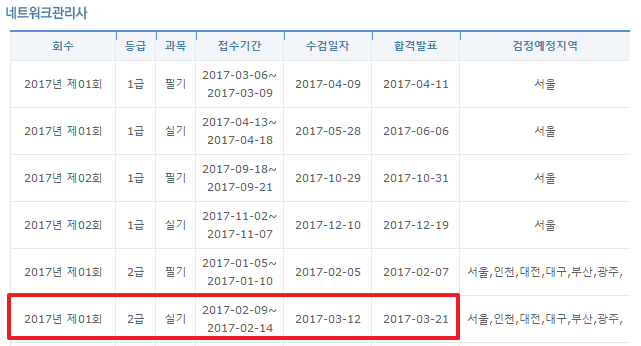 네트워크관리사
회수 등급 과목 접수기간 수검일자 합격발표 검정예정지역
2017년 제01회 1급 필기 2017-03-06~ 2017-04-09 2017-04-11 서울
2017-03-09
2017년 제01회 1급 실기 2017-04-13~ 2017-05-28 2017-06-06 서울
2017-04-18
2017년 제02회 1급 필기 2017-09-18~ 2017-10-29 2017-10-31 서울
2017-09-21
2017년 제02회 1급 실기 2017-11-02~ 2017-12-10 2017-12-19 서울
2017-11-07
2017년 제01회 2급 필기 2017-01-05~ 2017-02-05 2017-02-07 서울,인천,대전,대구,부산,광주,
2017-01-10
2017년 제01회 2급 실기 2017-02-09~ 2017-03-12 2017-03-21 서울,인천,대전,대구,부산,광주,
2017-02-14